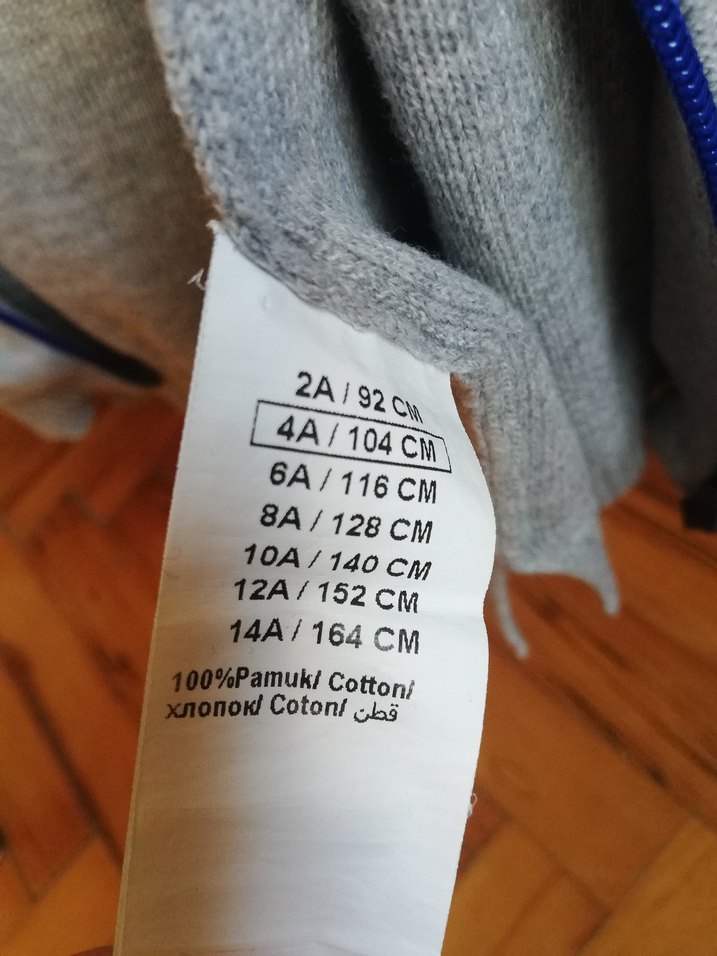 2A / 92 CM
4A / 104 CM
6A / 116 CM
8A / 128 CM
10A / 140 CM
12A / 152 CM
14A / 164 CM
100%Pamuk/ Cotton/
хлопок/ Coton/ قطن